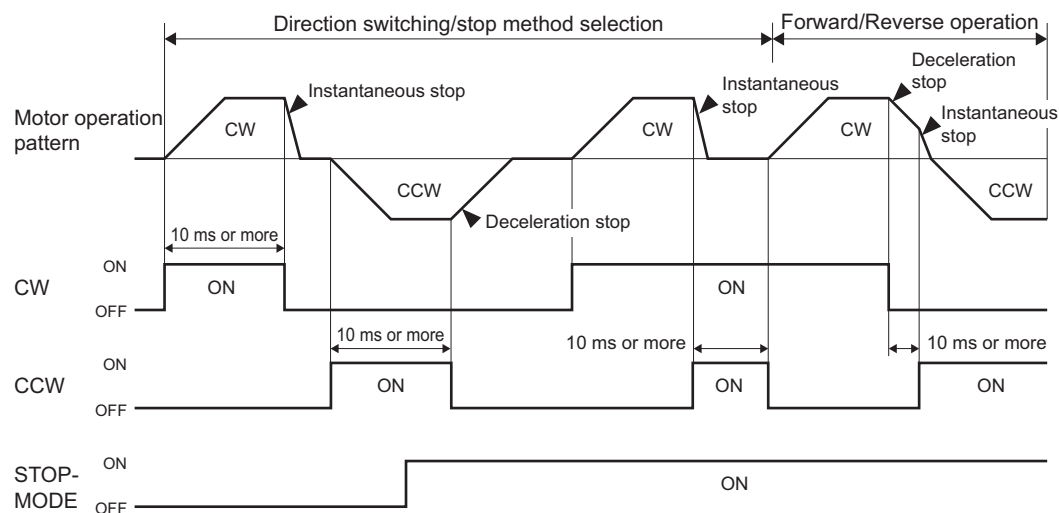 Direction switching/stop method selection
Forward/Reverse operation
Motor operation
pattern
CW
Instantaneous stop
CCW
Deceleration stop
CW
Instantaneous
stop
CW
Deceleration
stop
Instantaneous
stop
CCW
10 ms or more
CW
ON
OFF
ON
ON
10 ms or more
10 ms or more
10 ms or more
CCW
ON
OFF
ON
ON
ON
STOP-
MODE
ON
OFF
ON